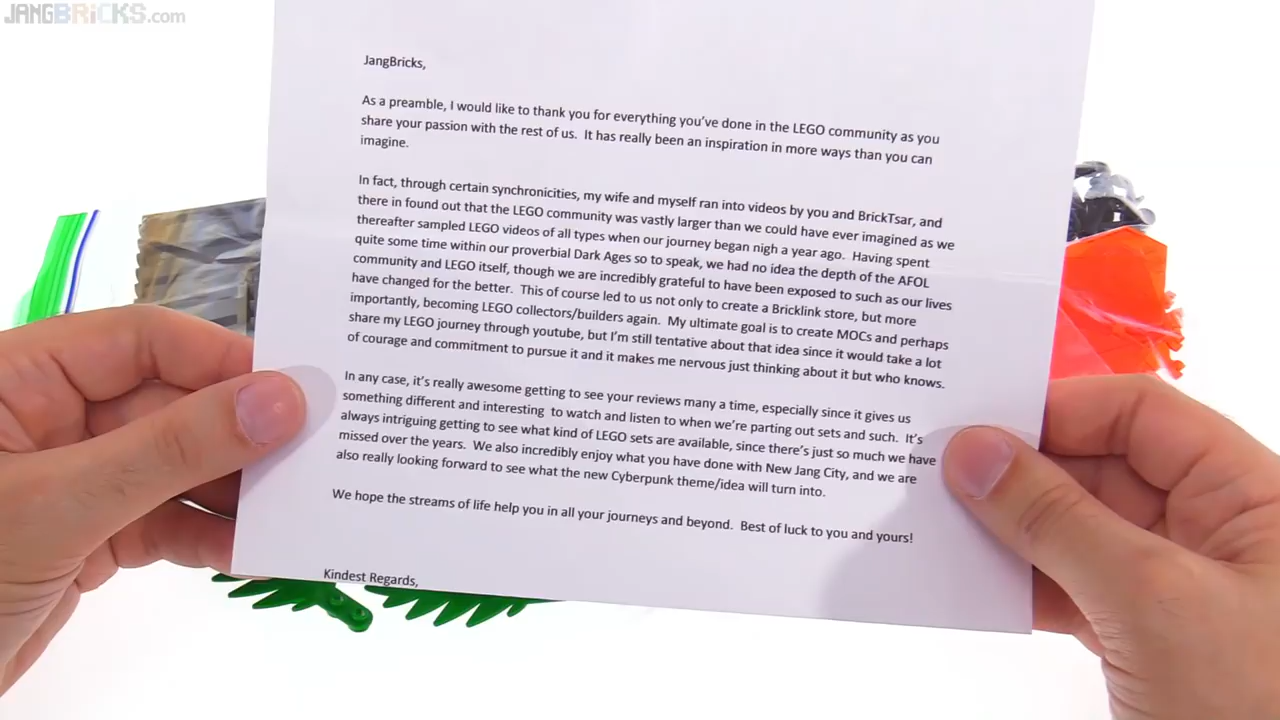 JANGBRiCKS.com
JangBricks,
As a preamble, I would like to thank you for everything you've done in the LEGO community as you
share your passion with the rest of us. It has really been an inspiration in more ways than you can
imagine.
In fact, through certain synchronicities, my wife and myself ran into videos by you and BrickTsar, and
there in found out that the LEGO community was vastly larger than we could have ever imagined as we
thereafter sampled LEGO videos of all types when our journey began nigh a year ago. Having spent
quite some time within our proverbial Dark Ages so to speak, we had no idea the depth of the AFOL
community and LEGO itself, though we are incredibly grateful to have been exposed to such as our lives
have changed for the better. This of course led to us not only to create a Bricklink store, but more
importantly, becoming LEGO collectors/builders again. My ultimate goal is to create MOCs and perhaps
share my LEGO journey through youtube, but I'm still tentative about that idea since it would take a lot
of courage and commitment to pursue it and it makes me nervous just thinking about it but who knows.
In any case, it's really awesome getting to see your reviews many a time, especially since it gives us
something different and interesting to watch and listen to when we're parting out sets and such. It's
always intriguing getting to see what kind of LEGO sets are available, since there's just so much we have
missed over the years. We also incredibly enjoy what you have done with New Jang City, and we are
also really looking forward to see what the new Cyberpunk theme/idea will turn into.
We hope the streams of life help you in all your journeys and beyond. Best of luck to you and yours!
Kindest Regards,